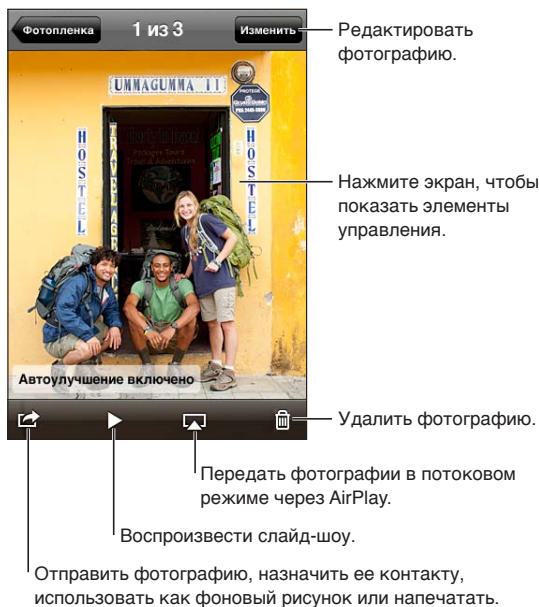 Фотопленка
1 из 3
Изменить
Редактировать
фотографию.
UMMAGUMMA II
PROTEGE
HOSTEL
HOSTEL
Нажмите экран, чтобы
показать элементы
управления.
Автоулучшение включено
Удалить фотографию.
Передать фотографии в потоковом
режиме через AirPlay.
Воспроизвести слайд-шоу.
Отправить фотографию, назначить ее контакту,
использовать как фоновый рисунок или напечатать.